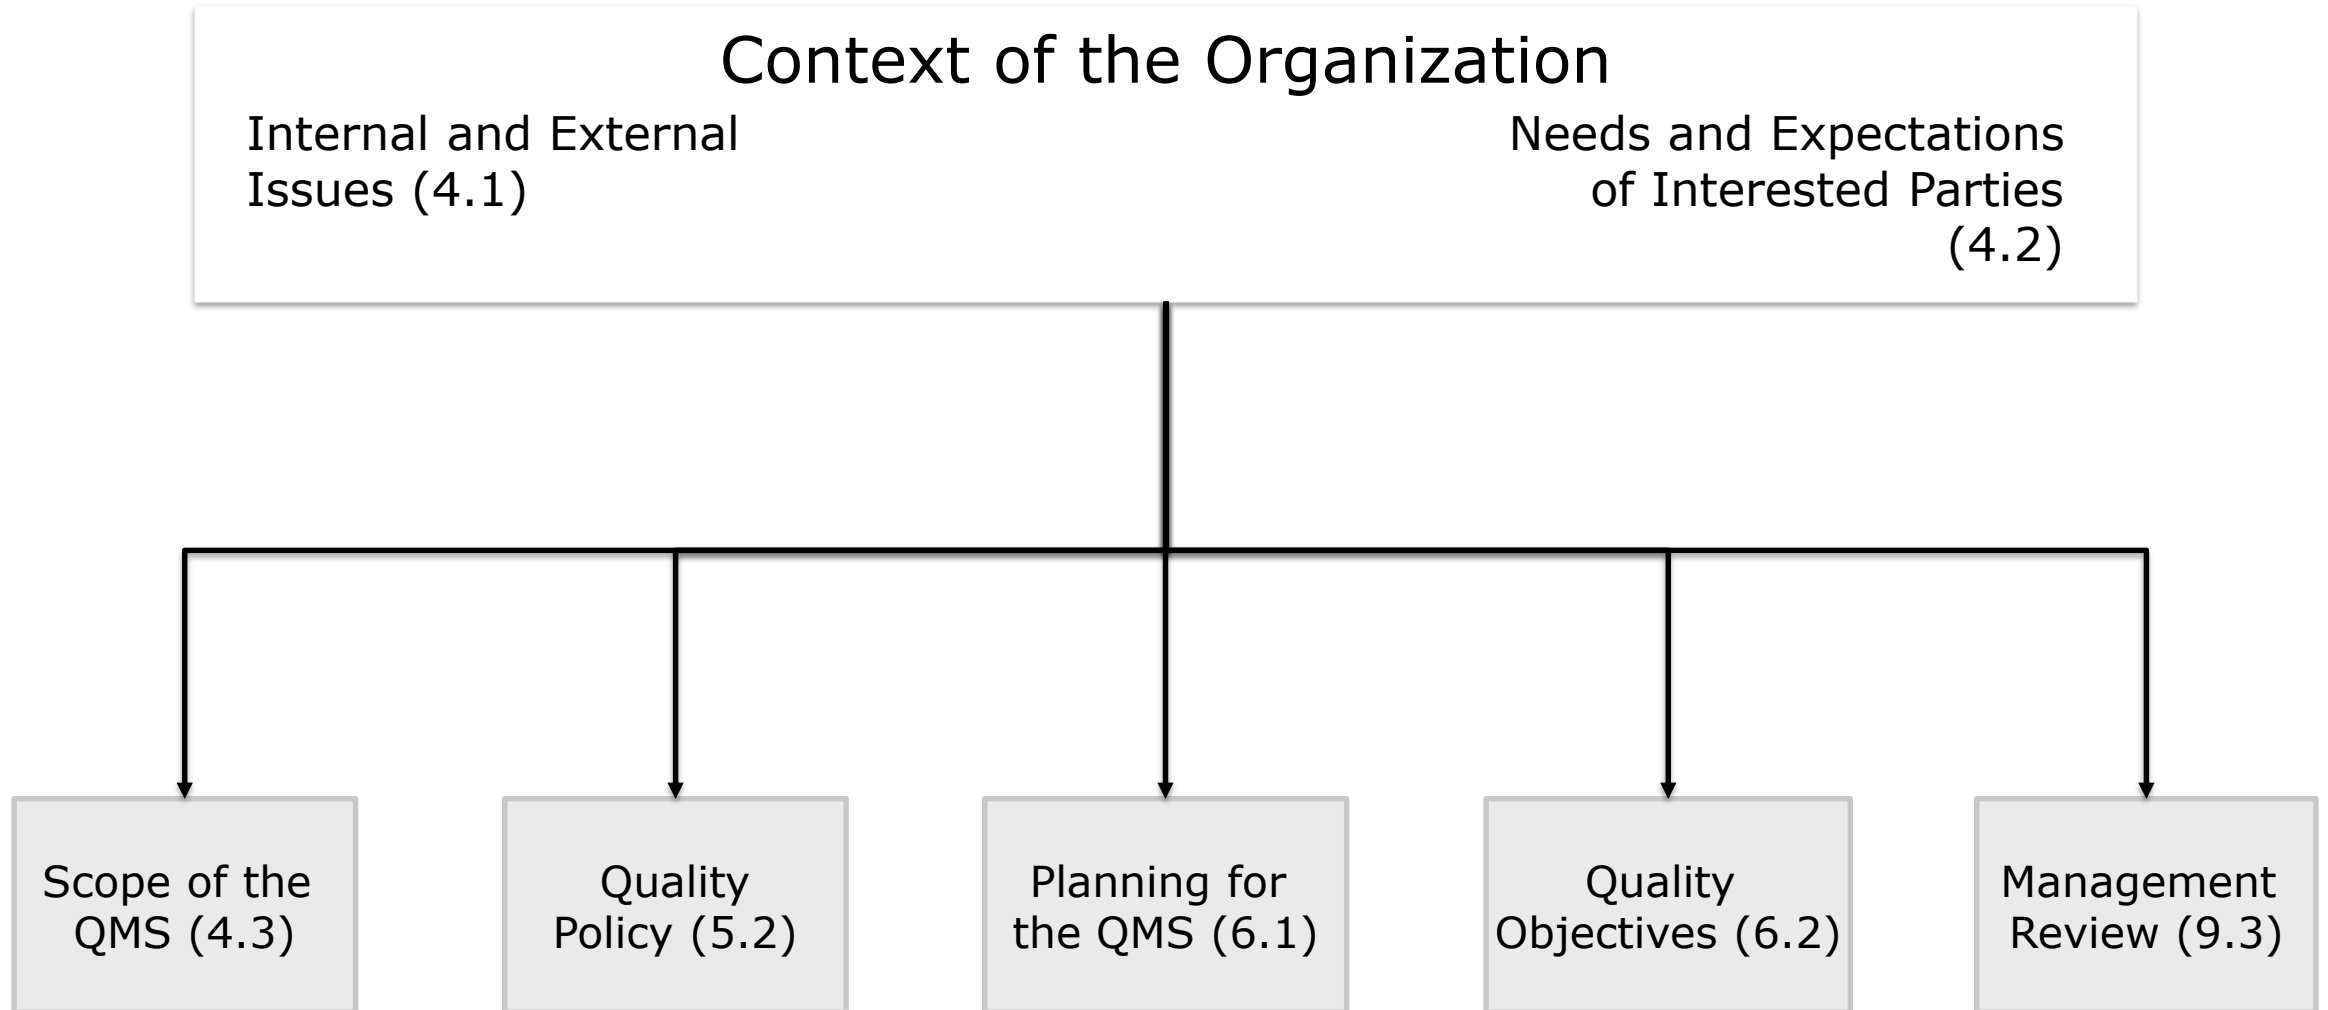 Context of the Organization
Internal and External
Issues (4.1)
Needs and Expectations
of Interested Parties
(4.2)
Scope of the
QMS (4.3)
Quality
Policy (5.2)
Planning for
the QMS (6.1)
Quality
Objectives (6.2)
Management
Review (9.3)